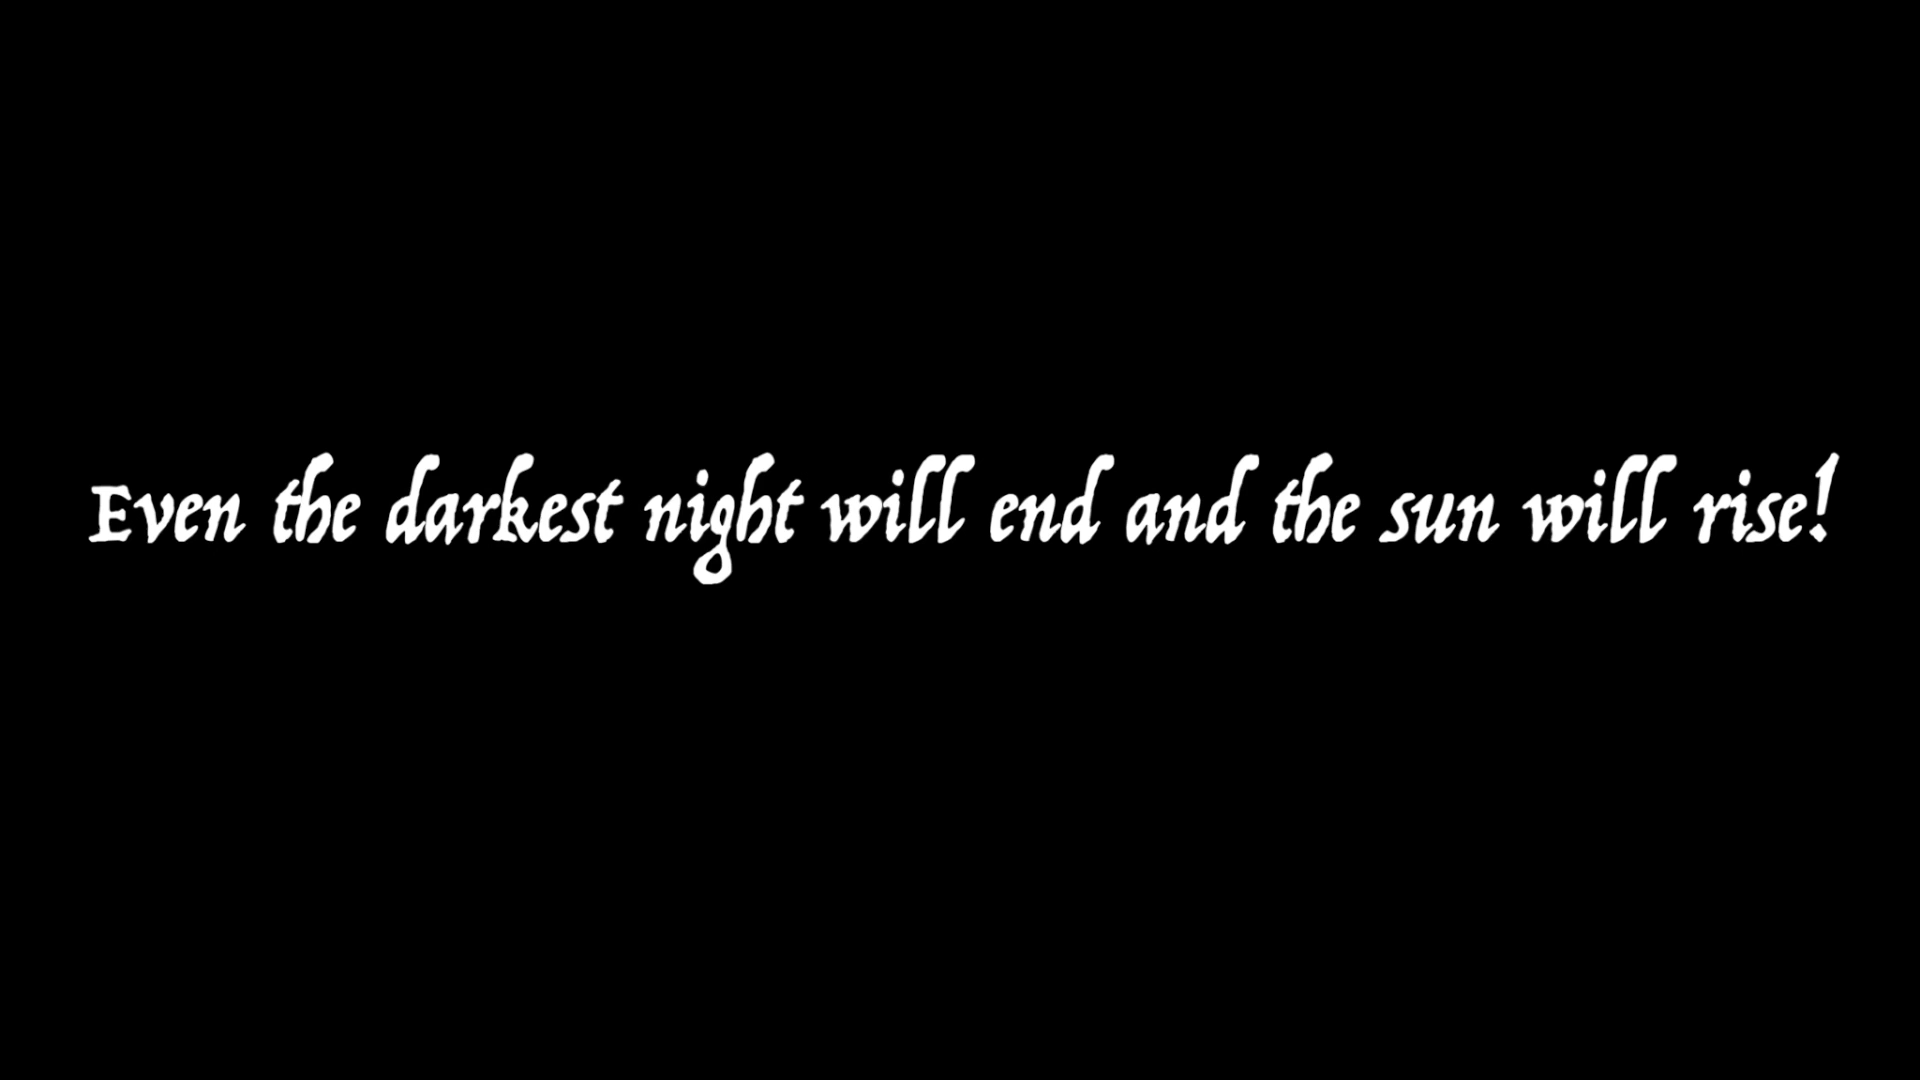 Even the darkest night will end and the sun will rise!